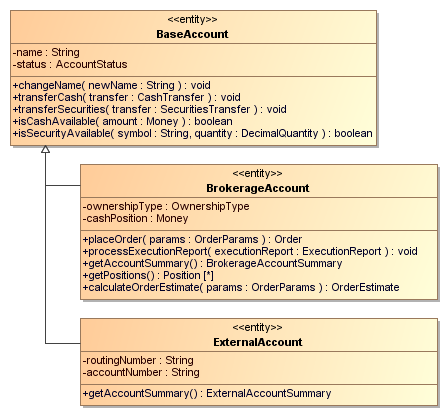 <<entity>>
BaseAccount
-name : String
-status : AccountStatus
+changeName( newName : String ) : void
+transferCash( transfer : CashTransfer ) : void
+transferSecurities( transfer : SecuritiesTransfer ) : void
+isCashAvailable( amount : Money ) : boolean
+isSecurityAvailable( symbol : String, quantity : DecimalQuantity ) : boolean
<<entity>>
BrokerageAccount
-ownershipType : OwnershipType
-cashPosition : Money
+placeOrder( params : OrderParams ) : Order
+processExecutionReport( executionReport : ExecutionReport ) : void
+getAccountSummary() : BrokerageAccountSummary
+getPositions() : Position [*]
+calculateOrderEstimate( params : OrderParams ) : OrderEstimate
<<entity>>
ExternalAccount
-routingNumber : String
-accountNumber : String
+getAccountSummary() : ExternalAccountSummary